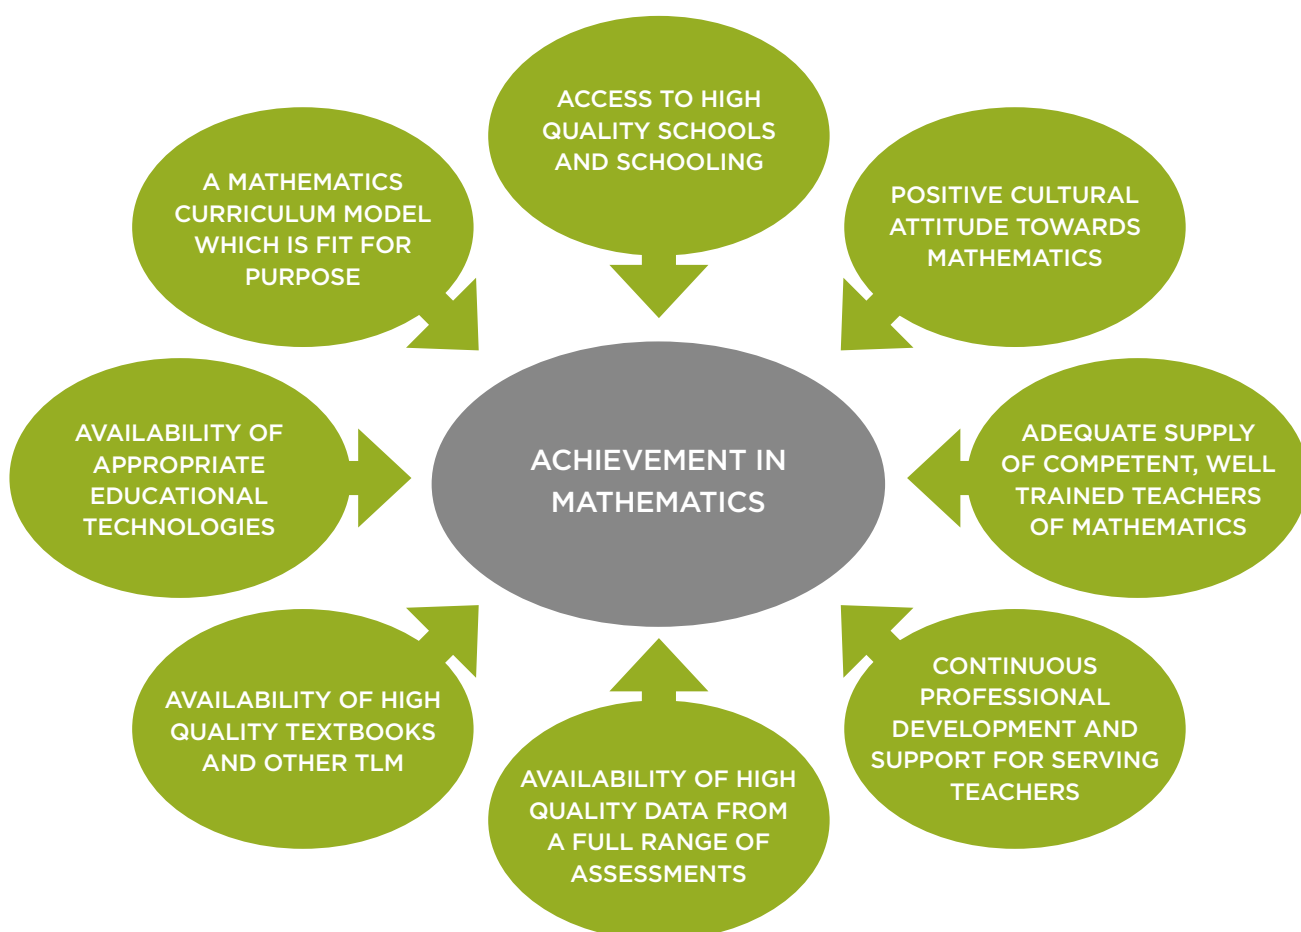 ACCESS TO HIGH
QUALITY SCHOOLS
AND SCHOOLING
A MATHEMATICS
CURRICULUM MODEL
WHICH IS FIT FOR
PURPOSE
POSITIVE CULTURAL
ATTITUDE TOWARDS
MATHEMATICS
AVAILABILITY OF
APPROPRIATE
EDUCATIONAL
TECHNOLOGIES
ACHIEVEMENT IN
MATHEMATICS
ADEQUATE SUPPLY
OF COMPETENT, WELL
TRAINED TEACHERS
OF MATHEMATICS
AVAILABILITY OF HIGH
QUALITY TEXTBOOKS
AND OTHER TLM
AVAILABILITY OF HIGH
QUALITY DATA FROM
A FULL RANGE OF
ASSESSMENTS
CONTINUOUS
PROFESSIONAL
DEVELOPMENT AND
SUPPORT FOR SERVING
TEACHERS